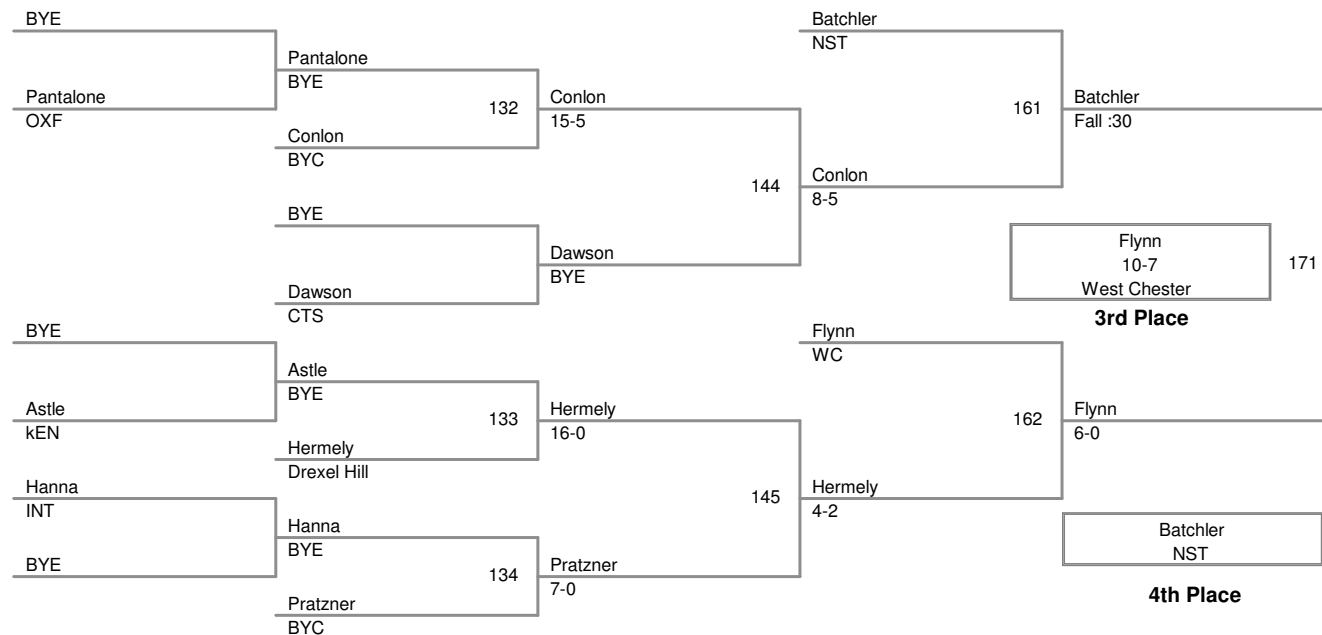 BYE
Batchler
NST
Pantalone
BYE
Pantalone
OXF
132
Conlon
15-5
161
Batchler
Fall :30
Conlon
BYC
144
Conlon
8-5
BYE
Dawson
BYE
Flynn
10-7
West Chester
171
3rd Place
Dawson
CTS
BYE
Flynn
WC
Astle
BYE
Astle
kEN
133
Hermely
16-0
162
Flynn
6-0
Hermely
Drexel Hill
Hanna
INT
145
Hermely
4-2
Hanna
BYE
Batchler
NST
BYE
134
Pratzner
7-0
4th Place
Pratzner
BYC